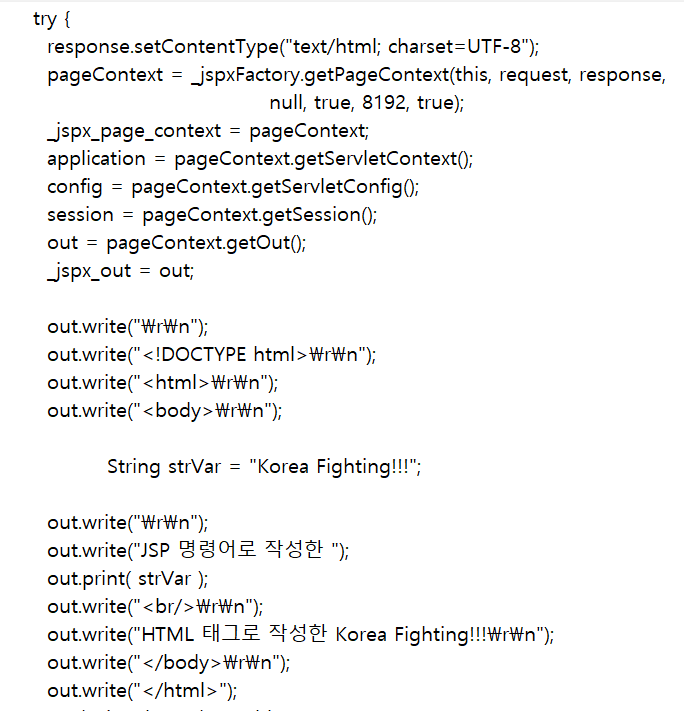 try {
response.setContentType("text/html; charset=UTF-8");
pageContext = _jspxFactory.getPageContext(this, request, response,
null, true, 8192, true);
_jspx_page_context = pageContext;
application = pageContext.getServletContext();
config = pageContext.getServletConfig();
session = pageContext.getSession();
out = pageContext.getOut();
_jspx_out = out;
out.write("₩r₩n");
out.write("<!DOCTYPE html>₩r₩n");
out.write("<html>₩r₩n");
out.write("<body>₩r₩n");
String strVar = "Korea Fighting!!!";
out.write("₩r₩n");
out.write("JSP 명령어로 작성한 ");
out.print( strVar );
out.write("<br/>₩r₩n");
out.write("HTML 태그로 작성한 Korea Fighting!!!₩r₩n");
out.write("</body>₩r₩n");
out.write("</html>");